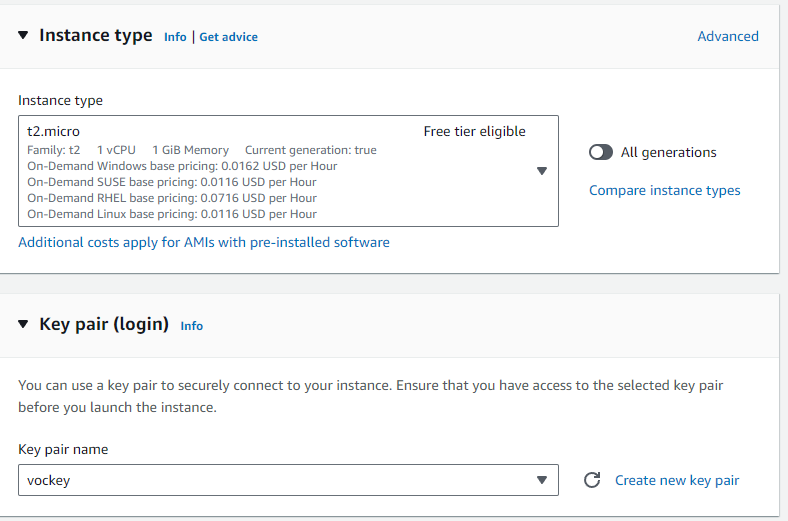 Instance type Info | Get advice Advanced
Instance type
t2.micro Free tier eligible
Family: t2 1 vCPU 1 GiB Memory Current generation: true
On-Demand Windows base pricing: 0.0162 USD per Hour
On-Demand SUSE base pricing: 0.0116 USD per Hour
On-Demand RHEL base pricing: 0.0716 USD per Hour
On-Demand Linux base pricing: 0.0116 USD per Hour
All generations
Compare instance types
Additional costs apply for AMIs with pre-installed software
Key pair (login) Info
You can use a key pair to securely connect to your instance. Ensure that you have access to the selected key pair
before you launch the instance.
Key pair name
vockey
Create new key pair